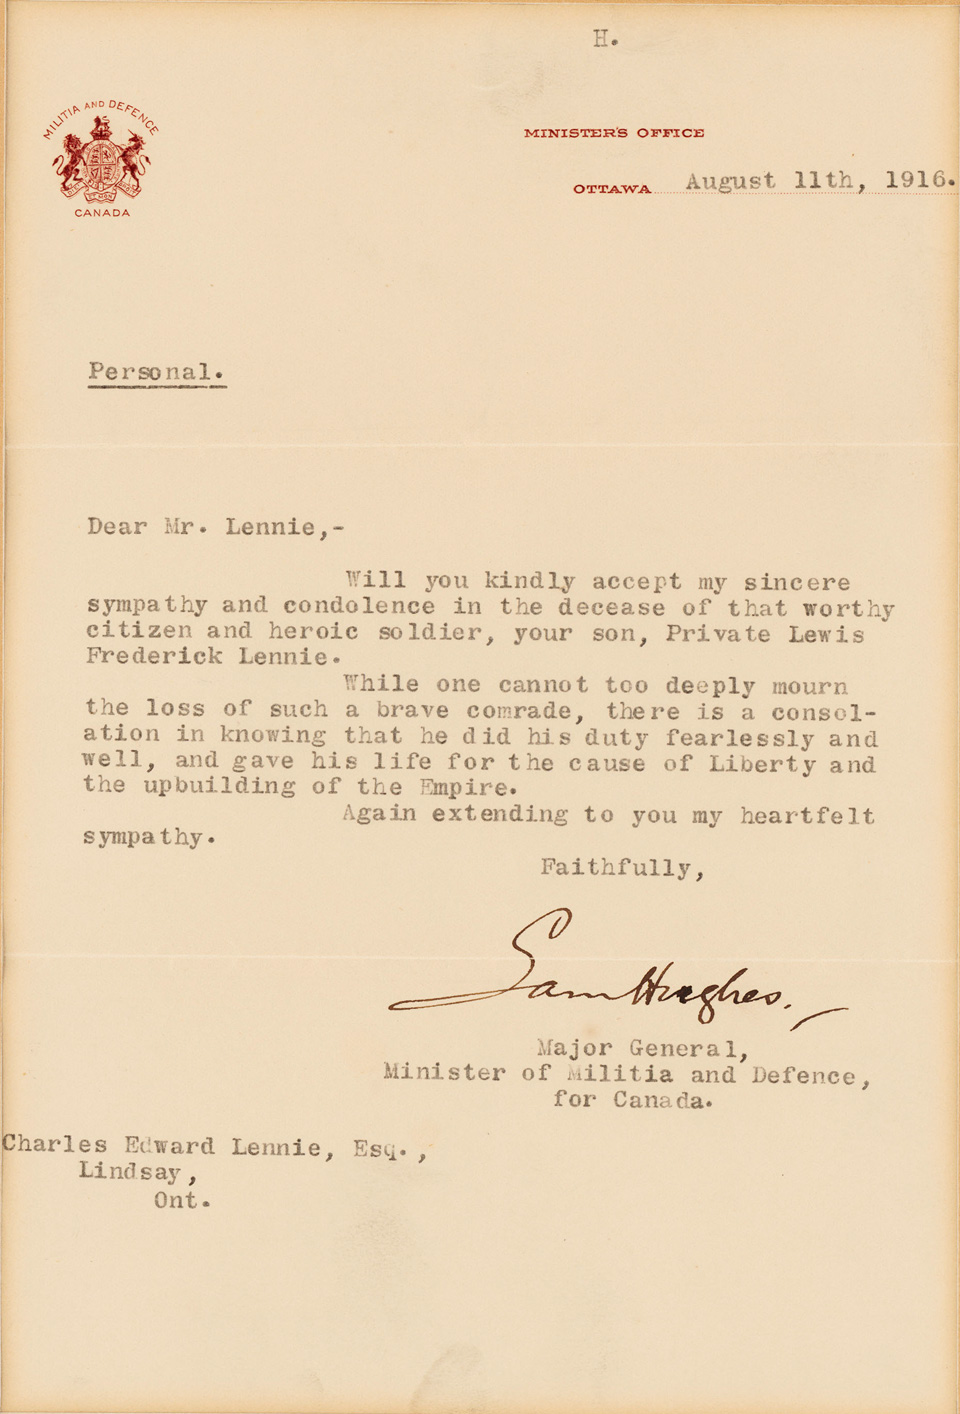 H.
MILITIA AND DEFENCE
CANADA
MINISTER'S OFFICE
OTTAWA August 11th, 1916.
Personal.
Dear Mr. Lennie,-
Will you kindly accept my sincere
sympathy and condolence in the decease of that worthy
citizen and heroic soldier, your son, Private Lewis
Frederick Lennie.
While one cannot too deeply mourn
the loss of such a brave comrade, there is a consol-
ation in knowing that he did his duty fearlessly and
well, and gave his life for the cause of Liberty and
the upbuilding of the Empire.
Again extending to you my heartfelt
sympathy.
Faithfully,
Sam Hughes.
Major General,
Minister of Militia and Defence,
for Canada.
Charles Edward Lennie, Esq.,
Lindsay,
Ont.